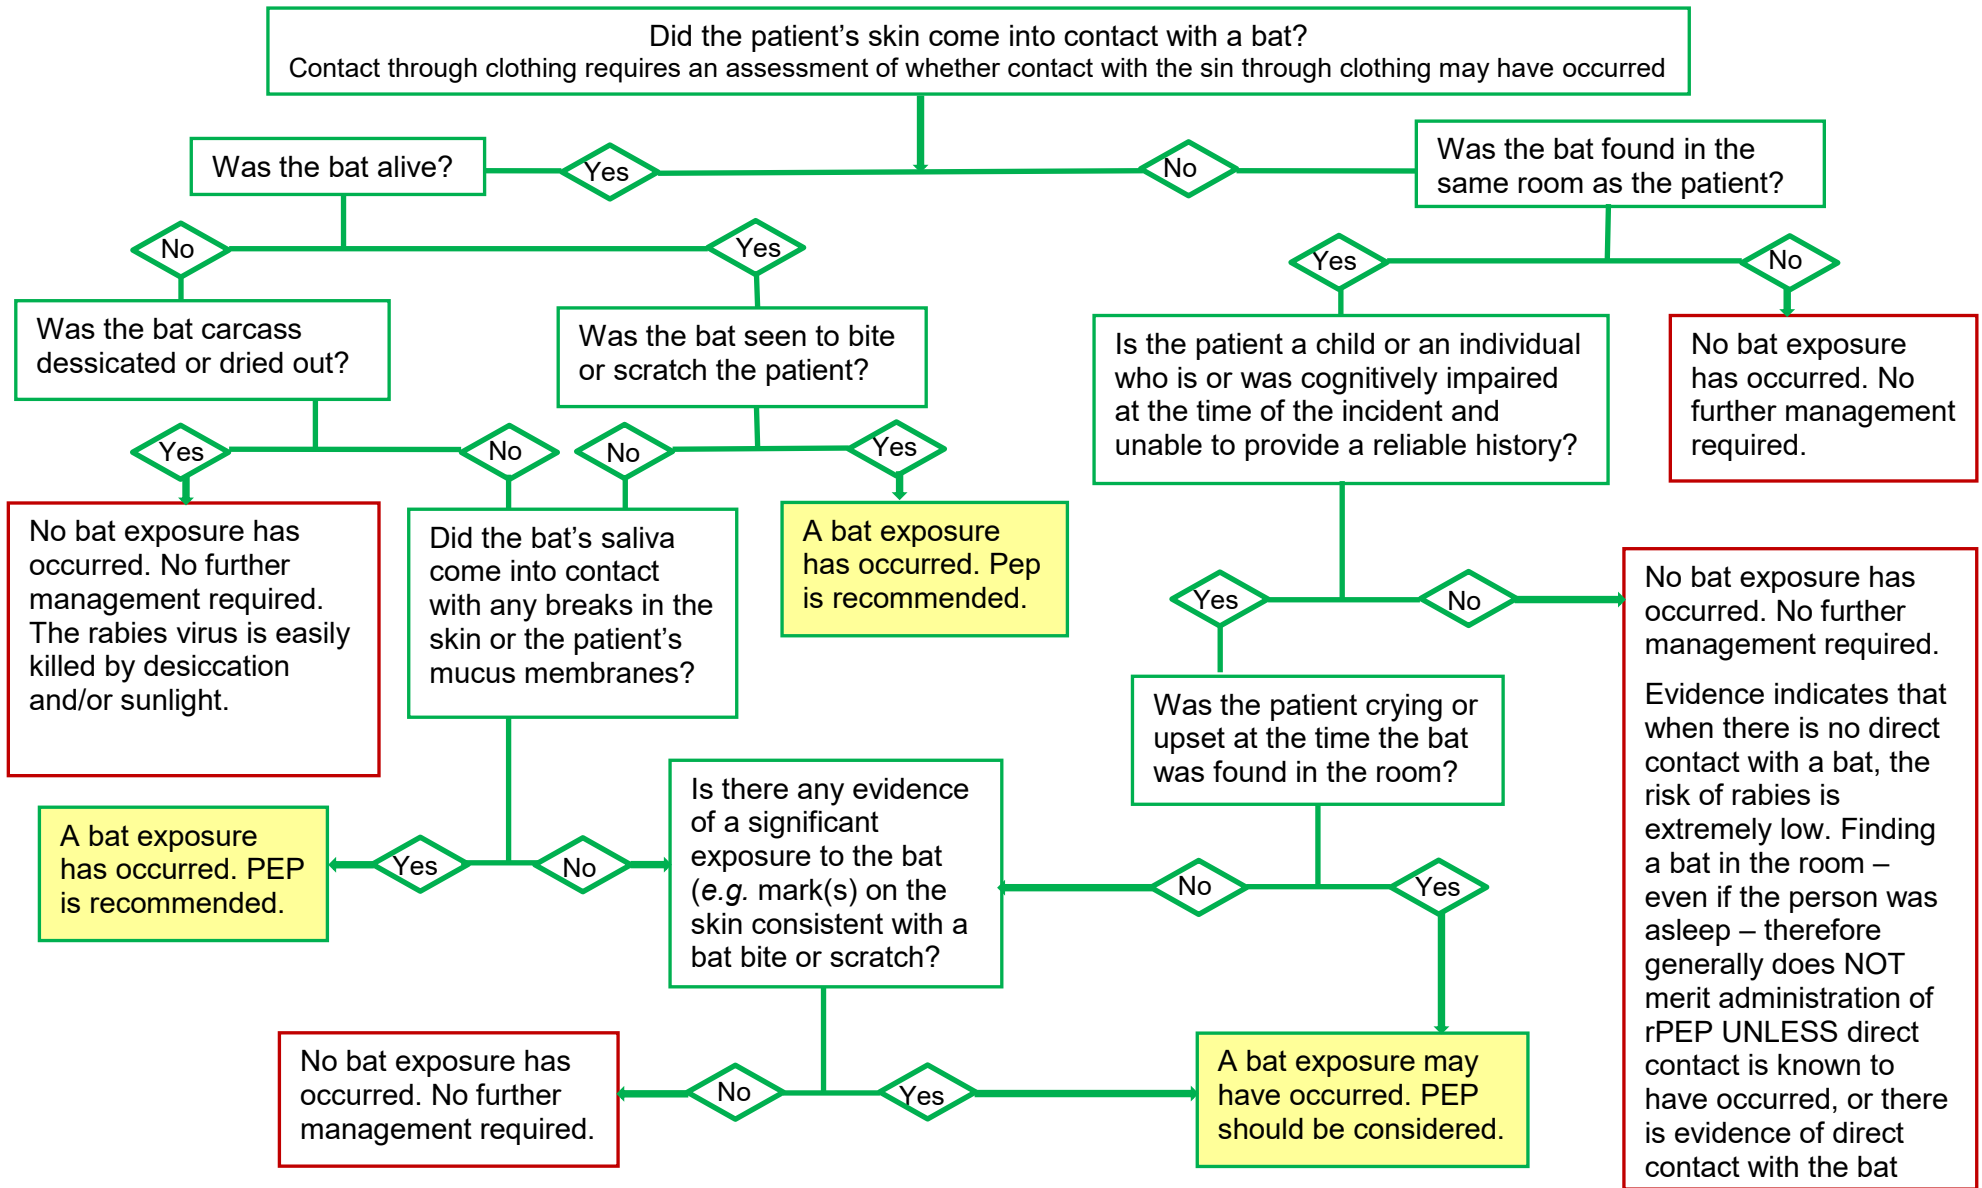 Did the patient’s skin come into contact with a bat?
Contact through clothing requires an assessment of whether contact with the sin through clothing may have occurred
Was the bat alive?
Yes
No
Was the bat found in the
same room as the patient?
No
Yes
Yes
No
Was the bat carcass
dessicated or dried out?
Was the bat seen to bite
or scratch the patient?
Is the patient a child or an individual
who is or was cognitively impaired
at the time of the incident and
unable to provide a reliable history?
No bat exposure
has occurred. No
further management
required.
Yes
No
No
Yes
No bat exposure has
occurred. No further
management required.
The rabies virus is easily
killed by desiccation
and/or sunlight.
Did the bat’s saliva
come into contact
with any breaks in the
skin or the patient’s
mucus membranes?
A bat exposure
has occurred. Pep
is recommended.
Yes
No
No bat exposure has
occurred. No further
management required.
Evidence indicates that
when there is no direct
contact with a bat, the
risk of rabies is
extremely low. Finding
a bat in the room –
even if the person was
asleep – therefore
generally does NOT
merit administration of
rPEP UNLESS direct
contact is known to
have occurred, or there
is evidence of direct
contact with the bat
Was the patient crying or
upset at the time the bat
was found in the room?
A bat exposure
has occurred. PEP
is recommended.
Yes
No
Is there any evidence
of a significant
exposure to the bat
(e.g. mark(s) on the
skin consistent with a
bat bite or scratch?
No
Yes
No bat exposure has
occurred. No further
management required.
No
Yes
A bat exposure may
have occurred. PEP
should be considered.